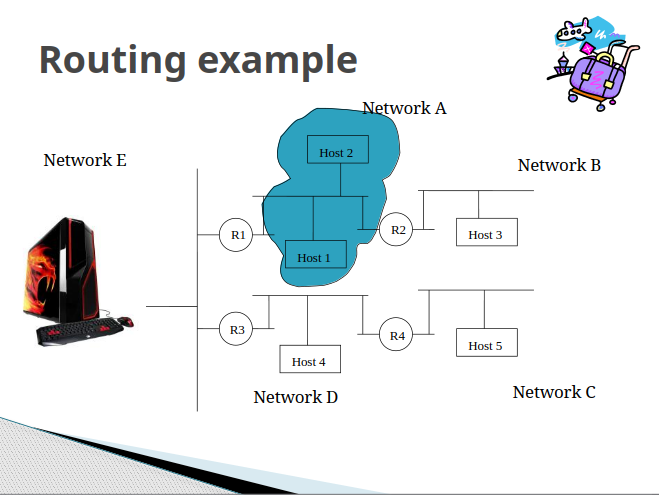 Routing example
Network A
Network E
Host 2
Network B
R1
R2
Host 3
Host 1
R3
R4
Host 4
Host 5
Network D
Network C